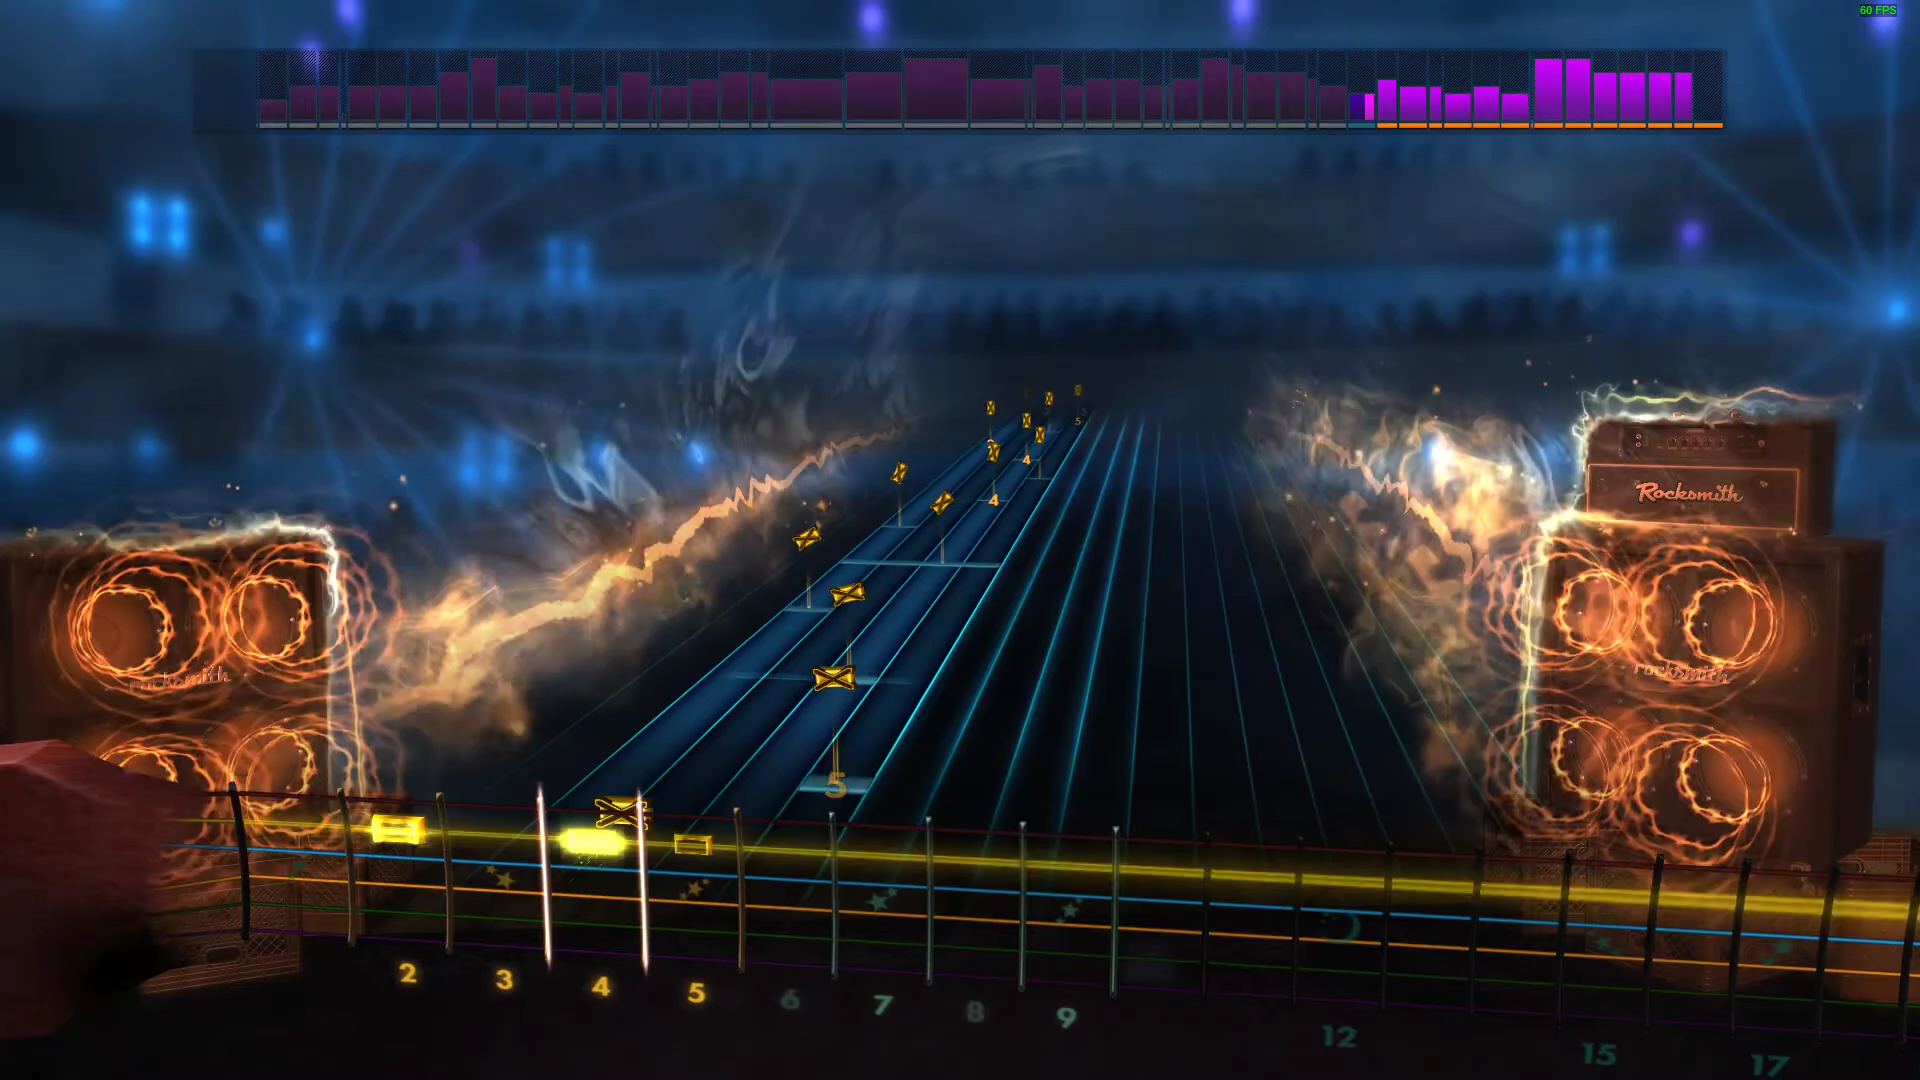 60 FPS
5
4
4
Rocksmith
rocksmith
rocksmith
5
2 3 4 5 6 7 8 9 12 15 17